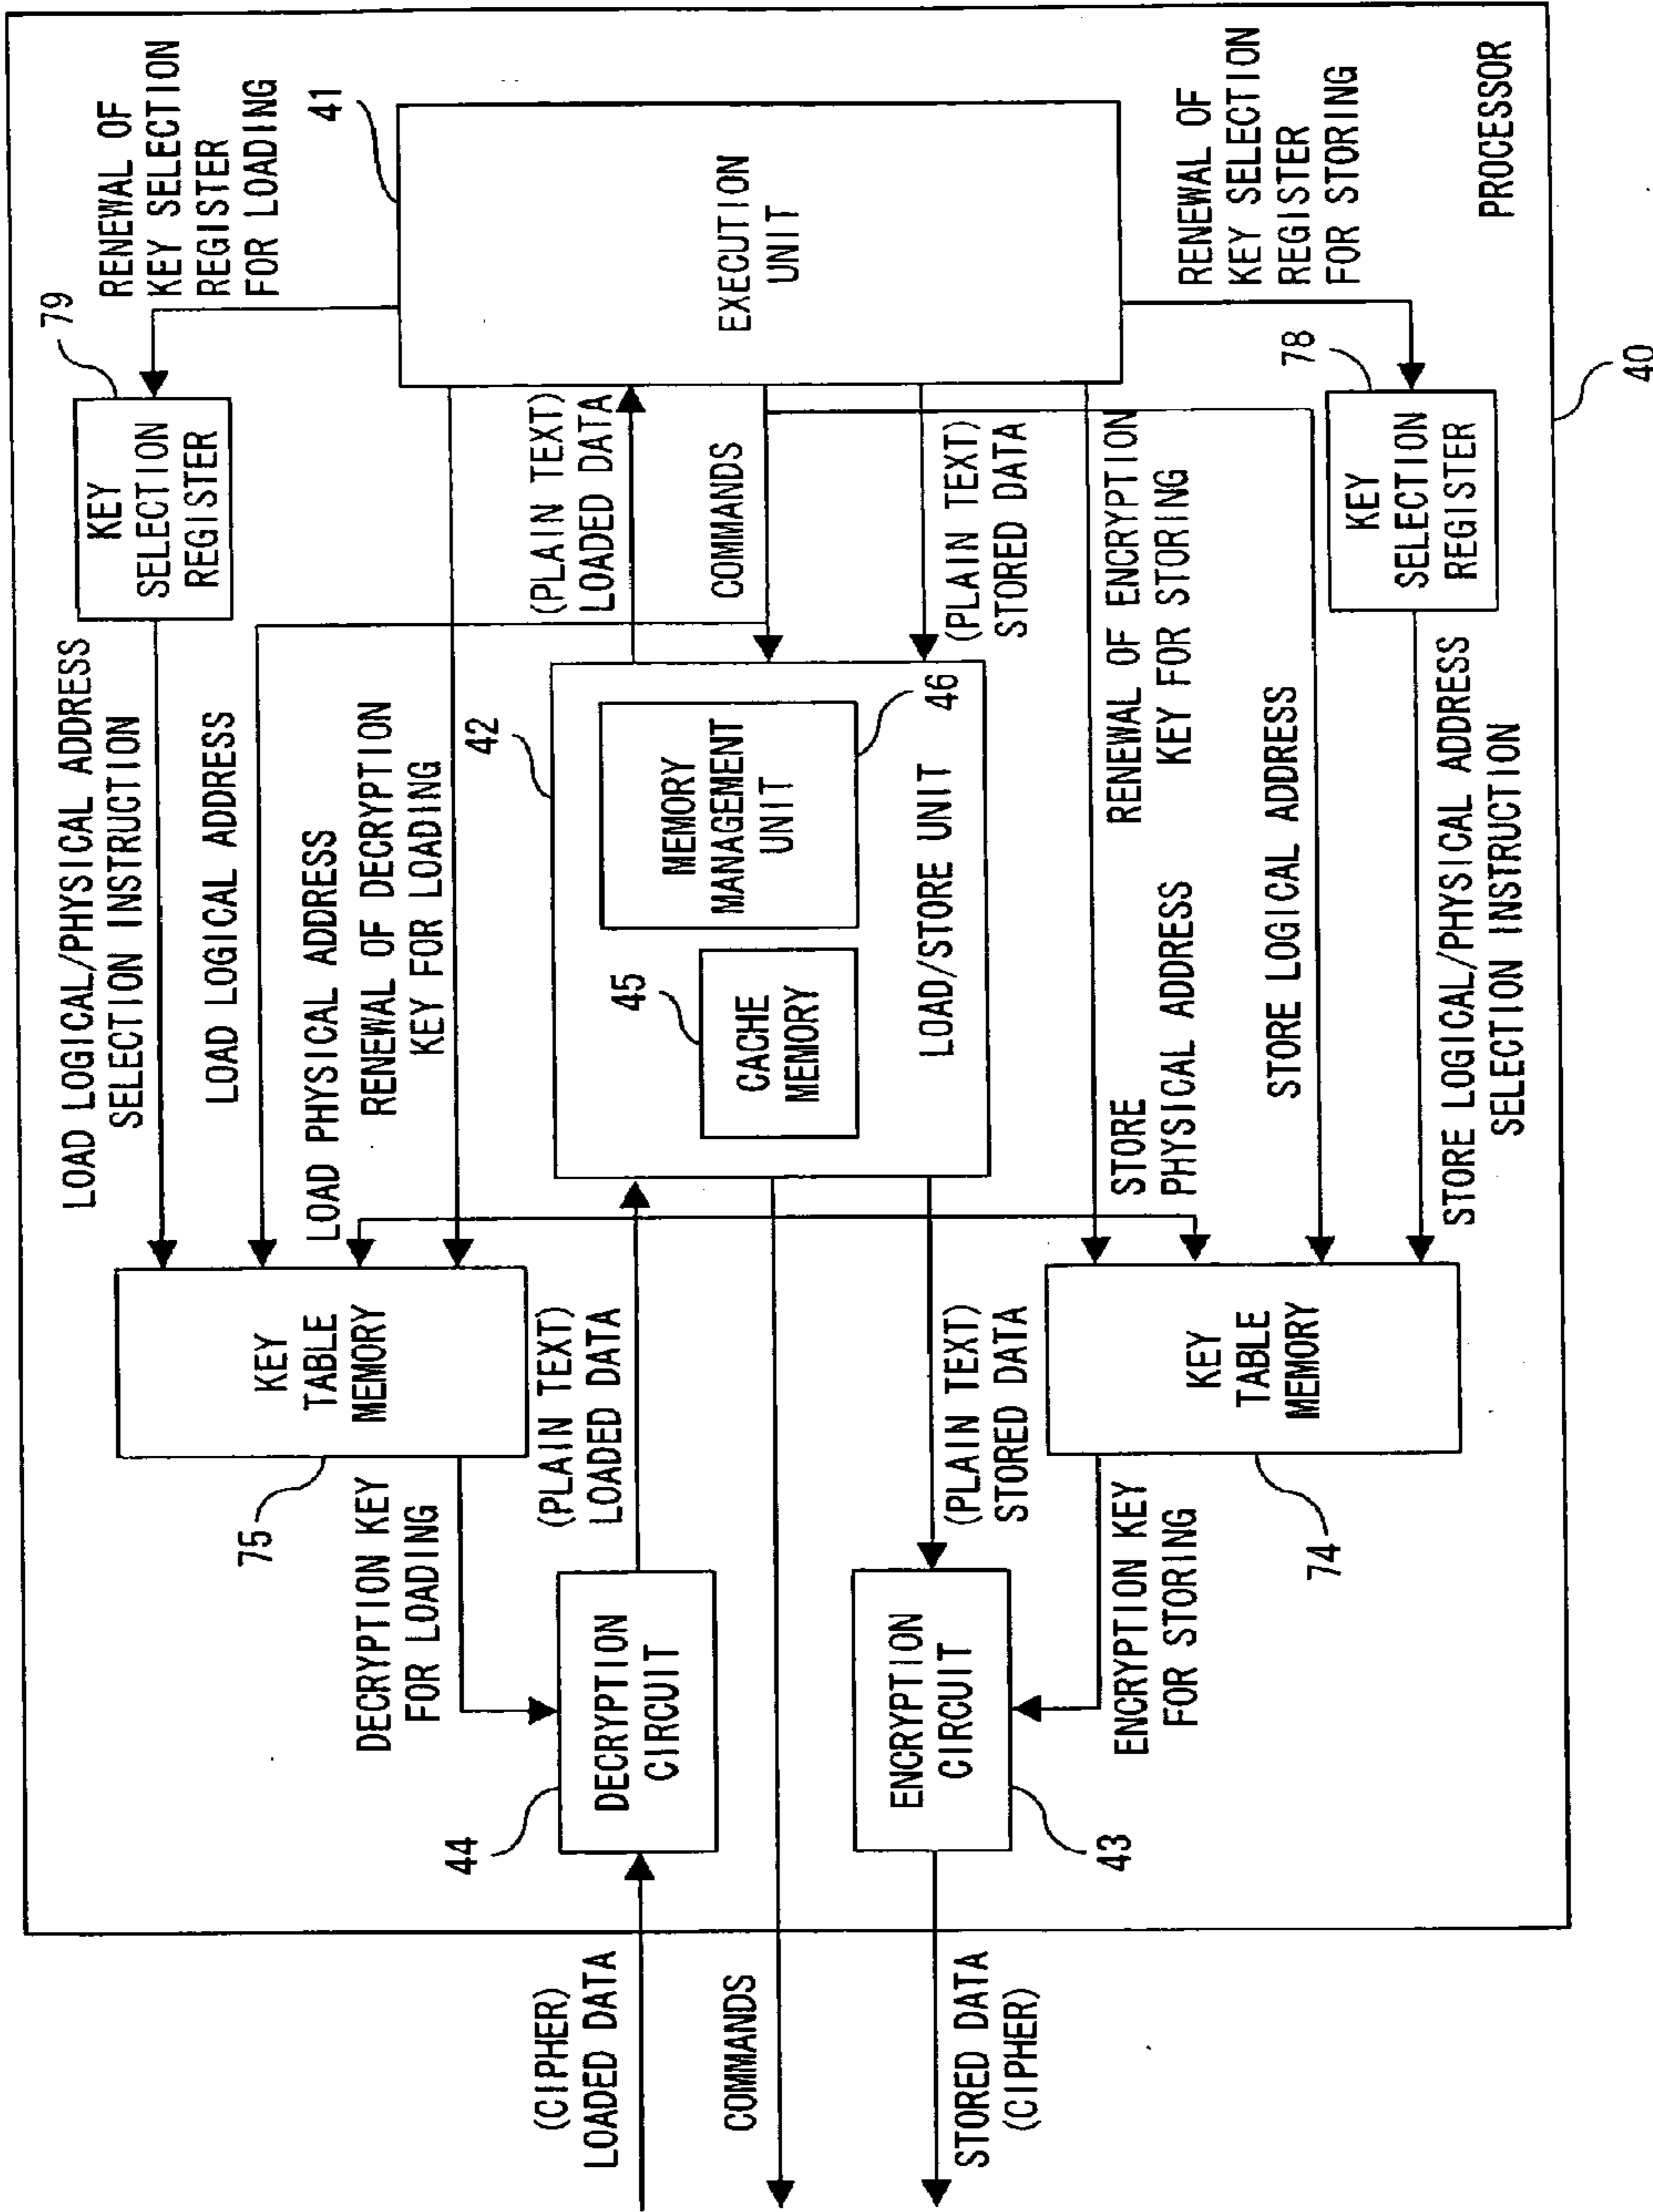 RENEWAL OF
KEY SELECTION
REGISTER
FOR LOADING
79
KEY
SELECTION
REGISTER
41
EXECUTION
UNIT
RENEWAL OF
KEY SELECTION
REGISTER
FOR STORING
78
KEY
SELECTION
REGISTER
PROCESSOR
40
LOAD LOGICAL/PHYSICAL ADDRESS
SELECTION INSTRUCTION
LOAD LOGICAL ADDRESS
LOAD PHYSICAL ADDRESS
RENEWAL OF DECRYPTION
KEY FOR LOADING
(PLAIN TEXT)
LOADED DATA
COMMANDS
(PLAIN TEXT)
STORED DATA
42
MEMORY
MANAGEMENT
UNIT
46
45
CACHE
MEMORY
LOAD/STORE UNIT
RENEWAL OF ENCRYPTION
KEY FOR STORING
STORE
PHYSICAL ADDRESS
STORE LOGICAL ADDRESS
STORE LOGICAL/PHYSICAL ADDRESS
SELECTION INSTRUCTION
KEY
TABLE
MEMORY
75
DECRYPTION KEY
FOR LOADING
(PLAIN TEXT)
LOADED DATA
(PLAIN TEXT)
STORED DATA
KEY
TABLE
MEMORY
74
ENCRYPTION KEY
FOR STORING
44
DECRYPTION
CIRCUIT
ENCRYPTION
CIRCUIT
43
(CIPHER)
LOADED DATA
COMMANDS
STORED DATA
(CIPHER)